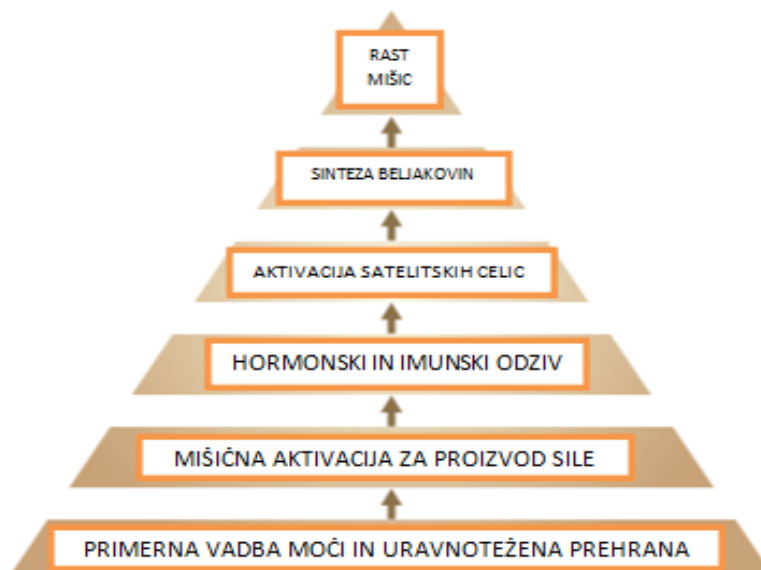 RAST
MIŠIC
SINTEZA BELJAKOVIN
AKTIVACIJA SATELITSKIH CELIC
HORMONSKI IN IMUNSKI ODZIV
MIŠIČNA AKTIVACIJA ZA PROIZVOD SILE
PRIMERNA VADBA MOČI IN URAVNOTEŽENA PREHRANA